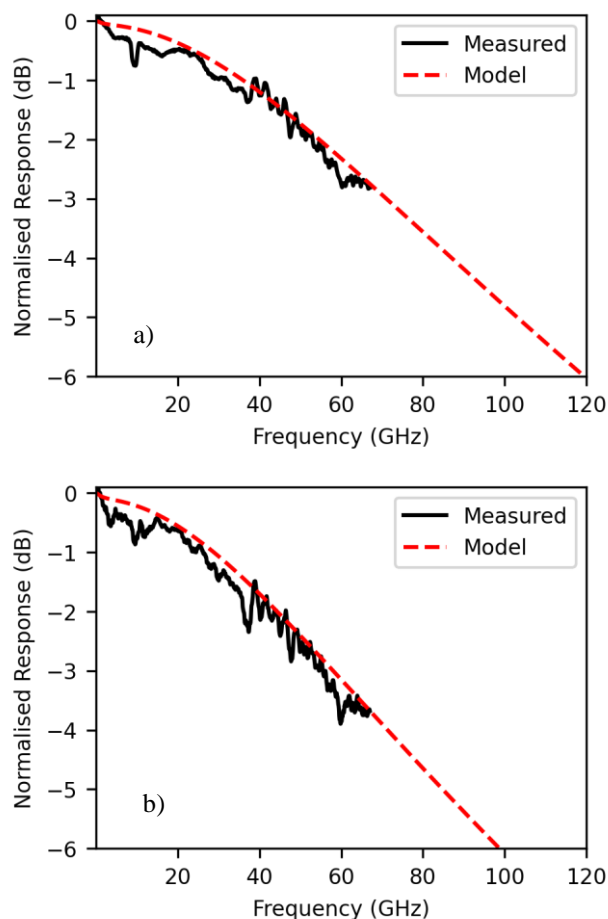 0
−1
−2
−3
−4
−5
−6
Normalised Response (dB)
Measured
Model
a)
20 40 60 80 100 120
Frequency (GHz)
0
−1
−2
−3
−4
−5
−6
Normalised Response (dB)
Measured
Model
b)
20 40 60 80 100 120
Frequency (GHz)